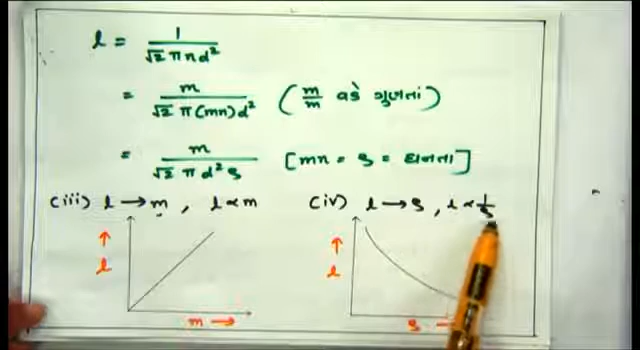 l = 1 / √2 π n d²
= m / √2 π (mn) d² (m/m વડે ગુણતાં)
= m / √2 π d² ρ [mn = ρ = ઘનતા]
(iii) l → m, l ∝ m (iv) l → ρ, l ∝ 1/ρ
↑ ↑
l l
m → ρ →